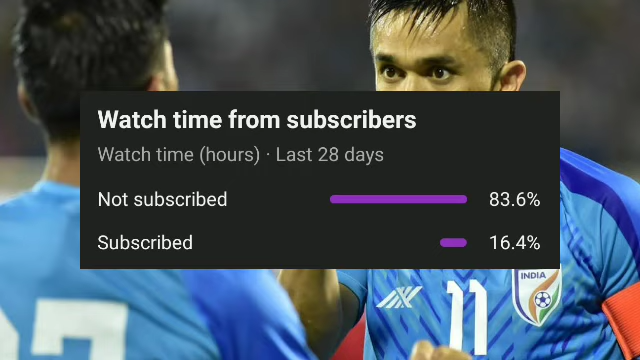 Watch time from subscribers
Watch time (hours) · Last 28 days
Not subscribed 83.6%
Subscribed 16.4%
INDIA
11